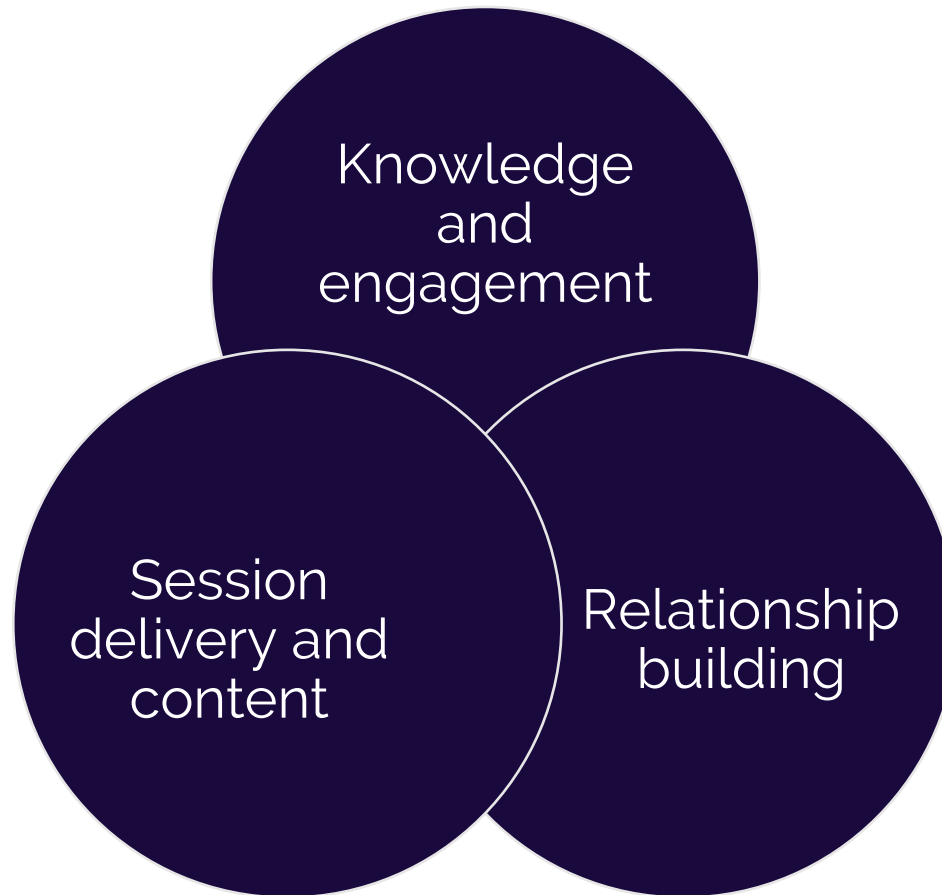 Knowledge
and
engagement
Session
delivery and
content
Relationship
building